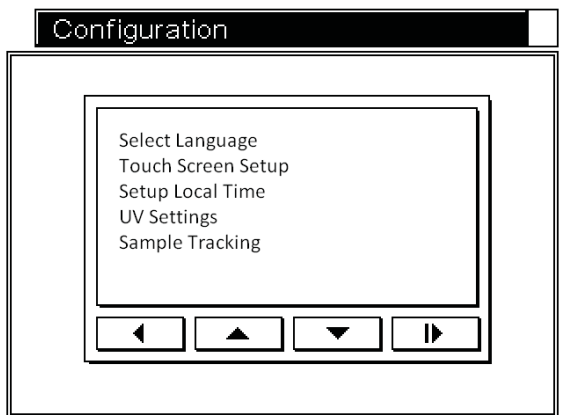 Configuration
Select Language
Touch Screen Setup
Setup Local Time
UV Settings
Sample Tracking